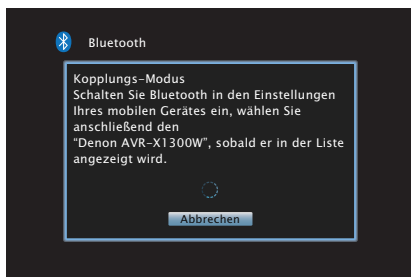 Bluetooth
Kopplungs-Modus
Schalten Sie Bluetooth in den Einstellungen
Ihres mobilen Gerätes ein, wählen Sie
anschließend den
“Denon AVR-X1300W”, sobald er in der Liste
angezeigt wird.
Abbrechen